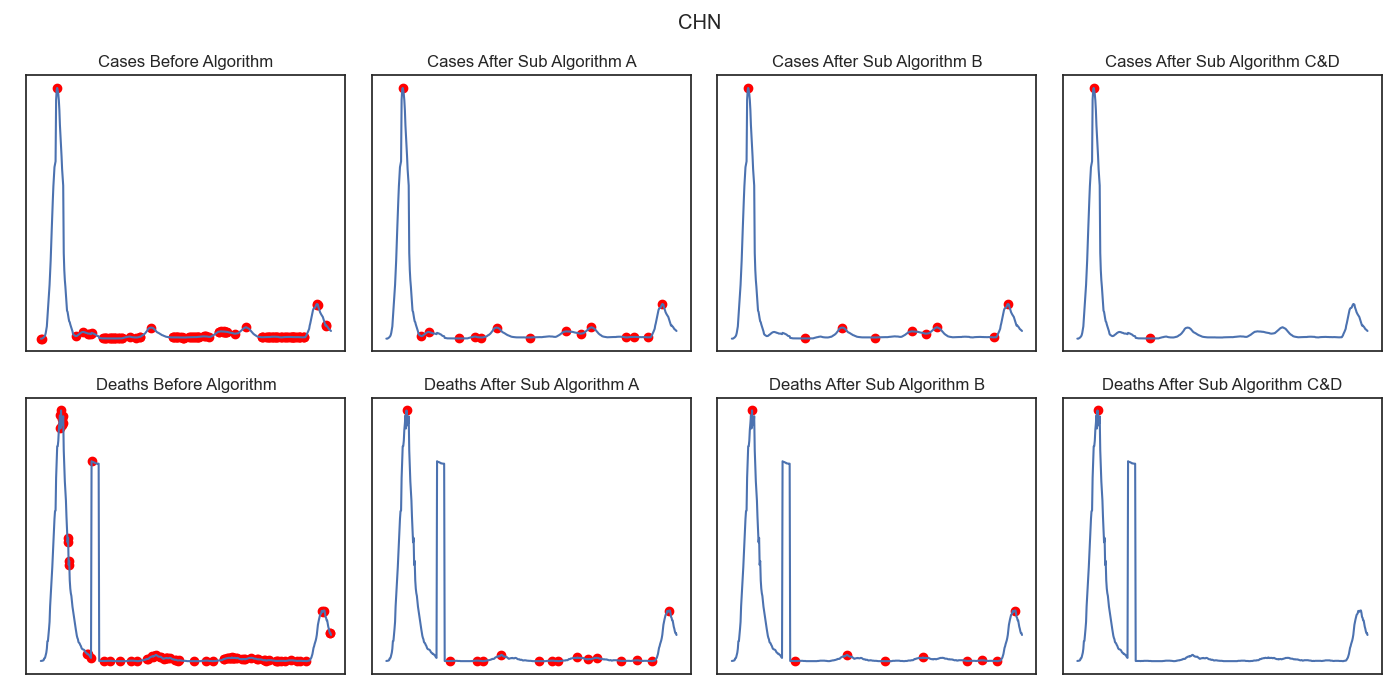 CHN
Cases Before Algorithm
Cases After Sub Algorithm A
Cases After Sub Algorithm B
Cases After Sub Algorithm C&D
Deaths Before Algorithm
Deaths After Sub Algorithm A
Deaths After Sub Algorithm B
Deaths After Sub Algorithm C&D